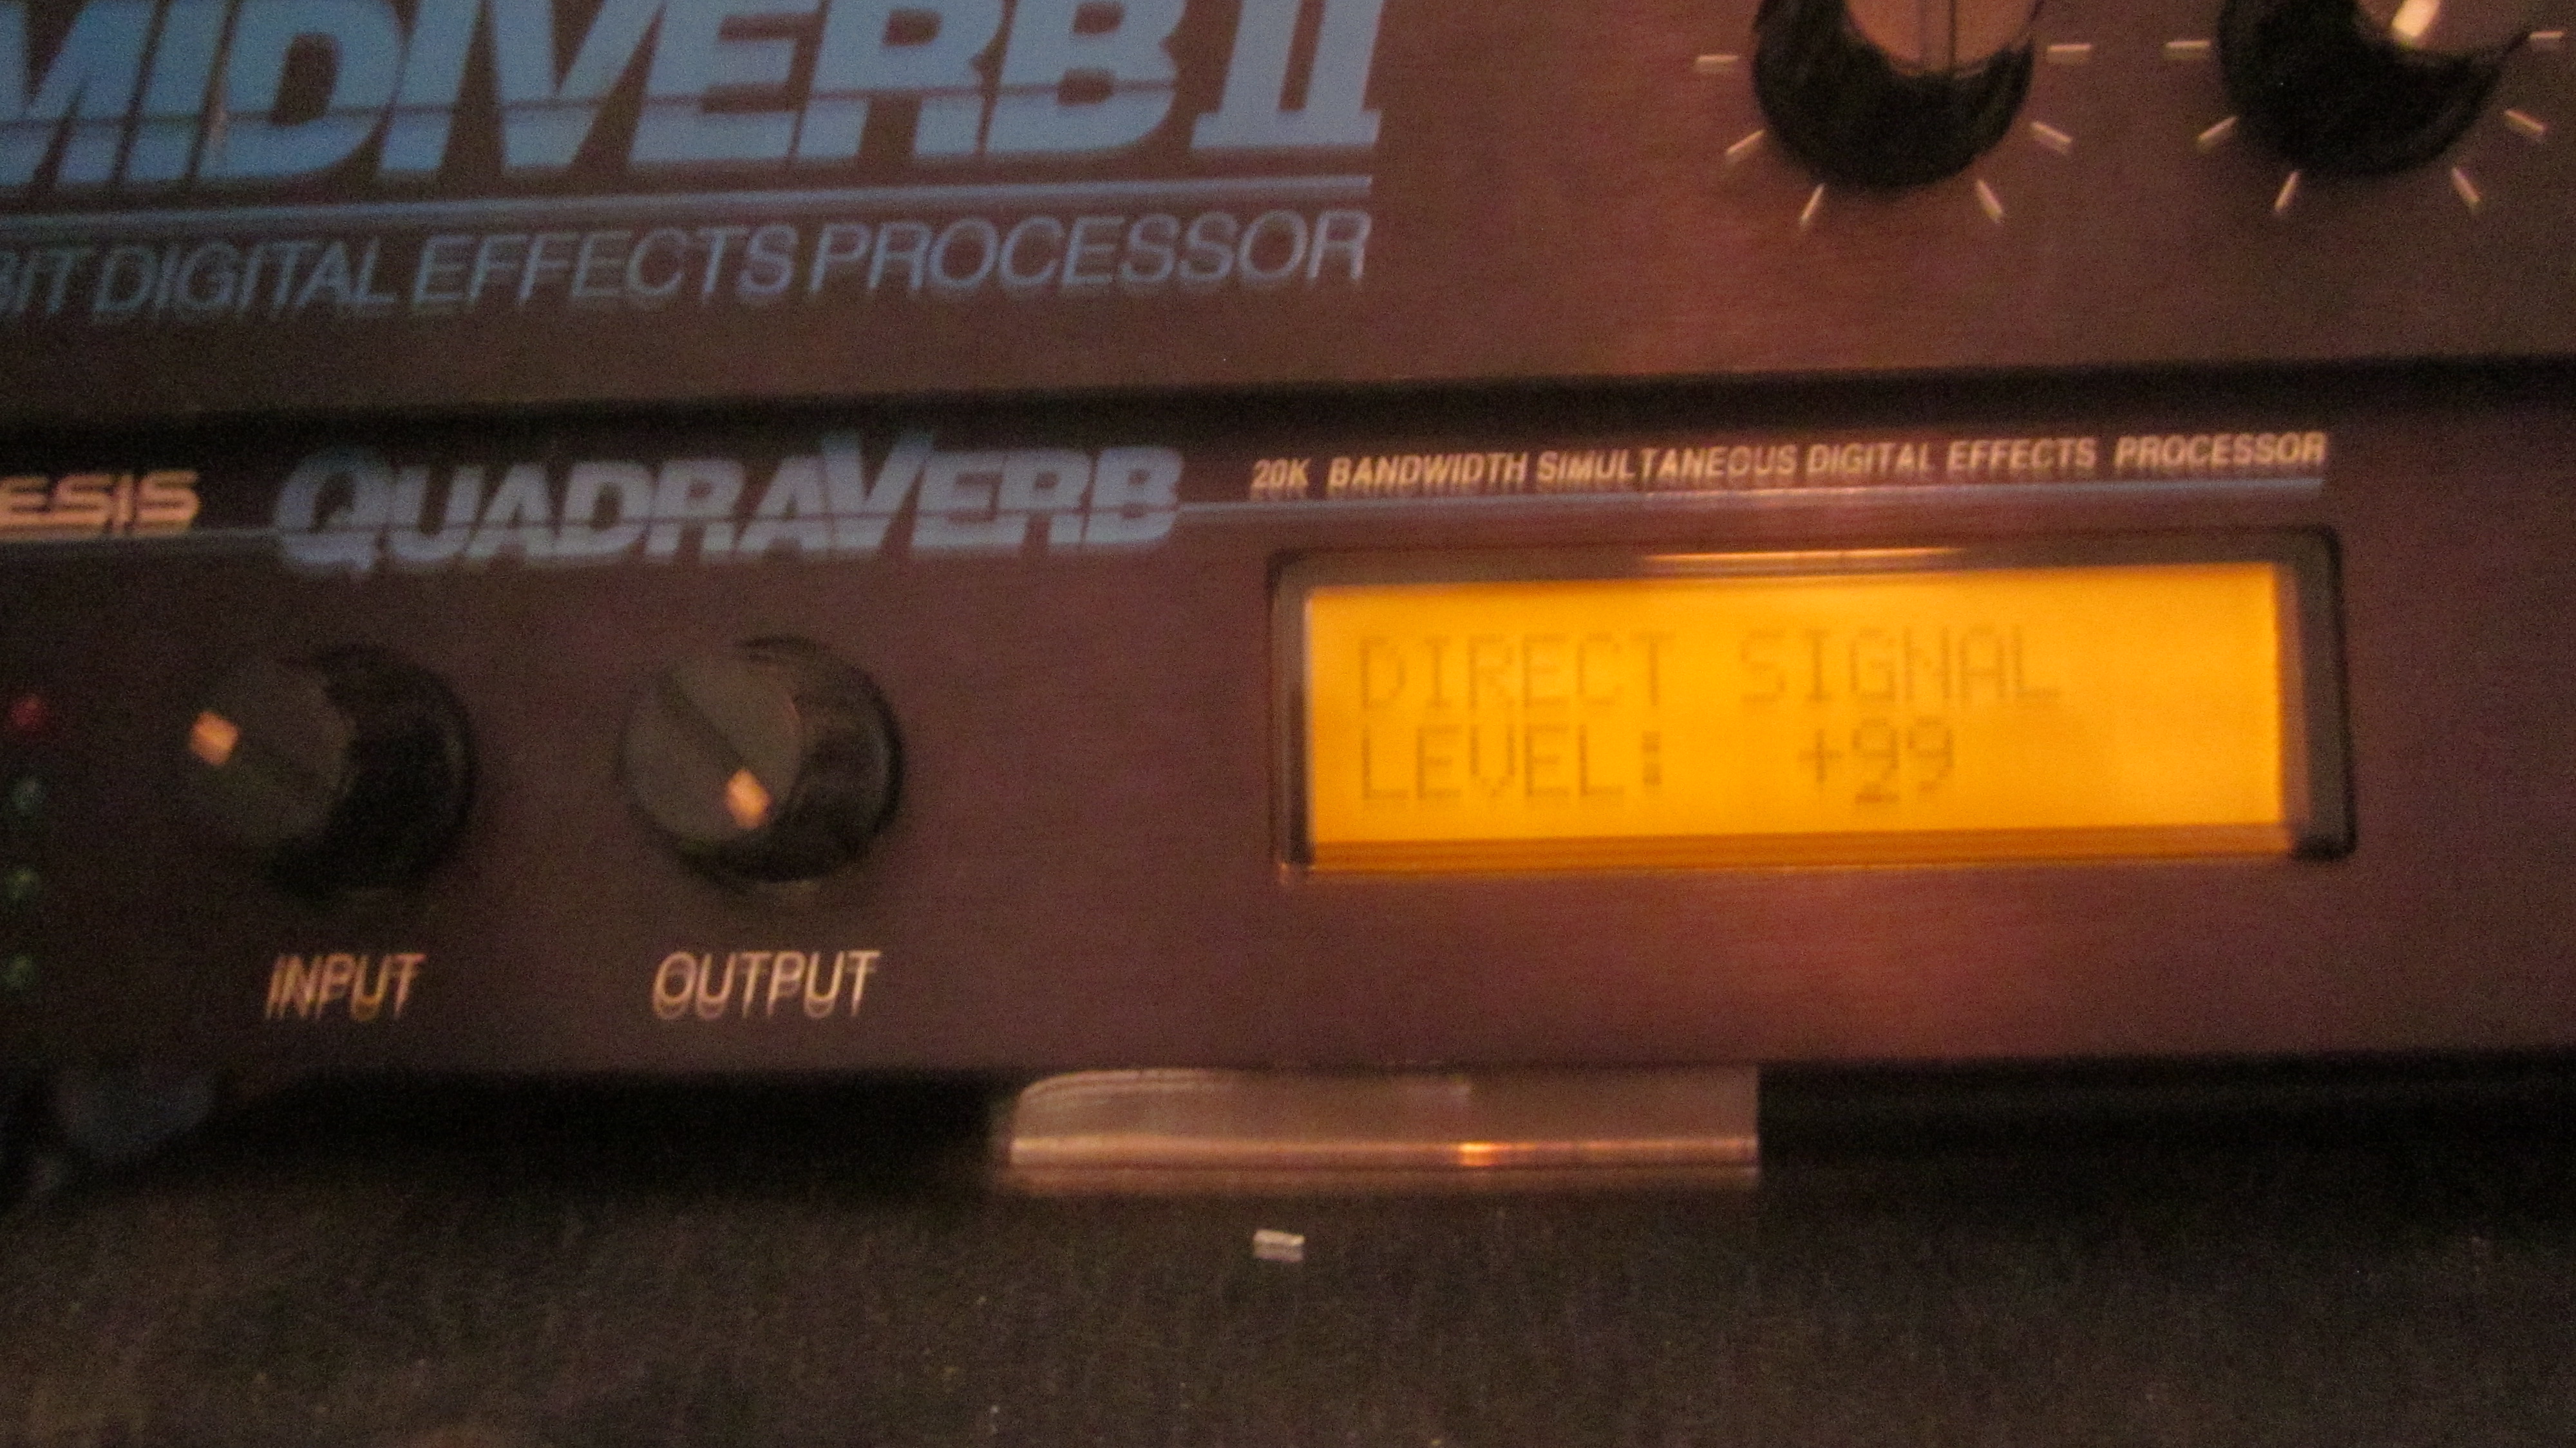 MIDIVERB II
BIT DIGITAL EFFECTS PROCESSOR
ESIS QUADRAVERB 20K BANDWIDTH SIMULTANEOUS DIGITAL EFFECTS PROCESSOR
DIRECT SIGNAL
LEVEL: +99
INPUT OUTPUT